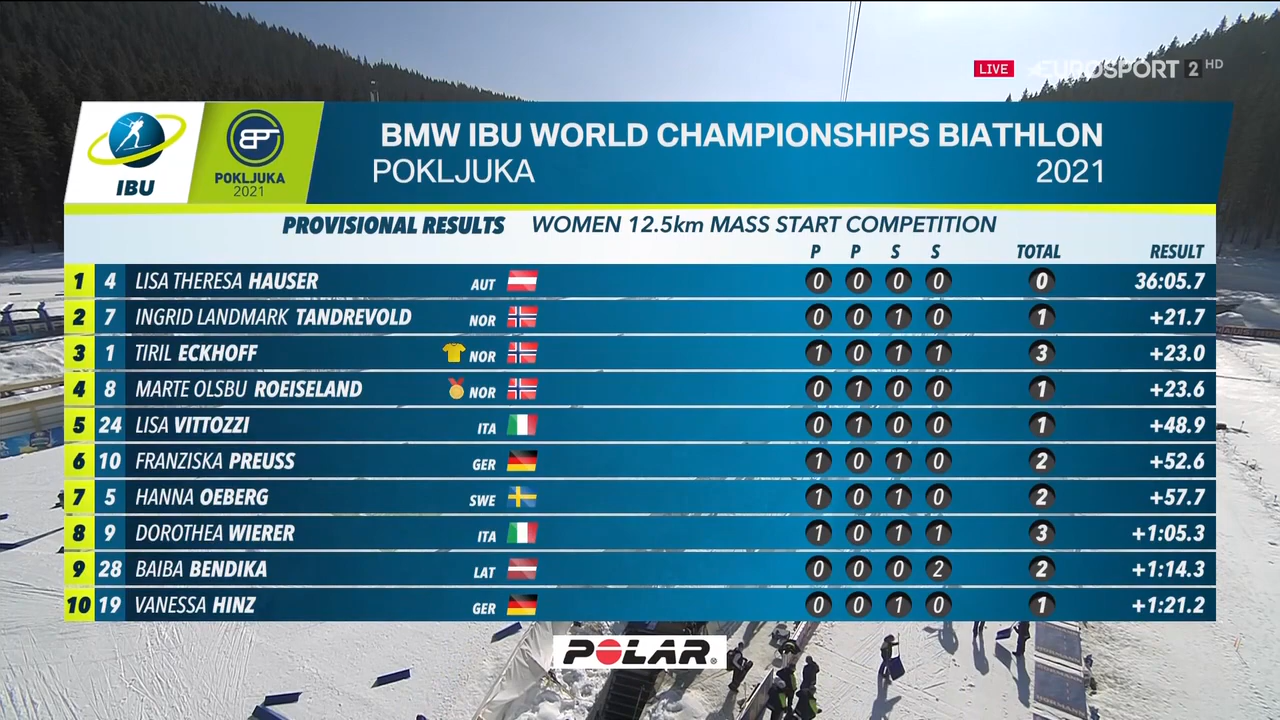 LIVE EUROSPORT 2 HD
BMW IBU WORLD CHAMPIONSHIPS BIATHLON
POKLJUKA 2021
IBU
POKLJUKA
2021
PROVISIONAL RESULTS WOMEN 12.5km MASS START COMPETITION
P P S S TOTAL RESULT
1 4 LISA THERESA HAUSER AUT 0 0 0 0 0 36:05.7
2 7 INGRID LANDMARK TANDREVOLD NOR 0 0 1 0 1 +21.7
3 1 TIRIL ECKHOFF NOR 1 0 1 1 3 +23.0
4 8 MARTE OLSBU ROEISELAND NOR 0 1 0 0 1 +23.6
5 24 LISA VITTOZZI ITA 0 1 0 0 1 +48.9
6 10 FRANZISKA PREUSS GER 1 0 1 0 2 +52.6
7 5 HANNA OEBERG SWE 1 0 1 0 2 +57.7
8 9 DOROTHEA WIERER ITA 1 0 1 1 3 +1:05.3
9 28 BAIBA BENDIKA LAT 0 0 0 2 2 +1:14.3
10 19 VANESSA HINZ GER 0 0 1 0 1 +1:21.2
POLAR